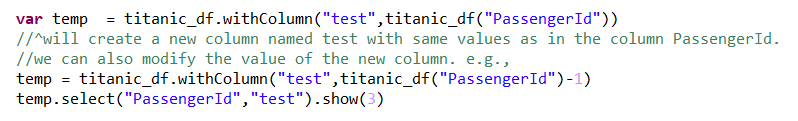 var temp  = titanic_df.withColumn("test",titanic_df("PassengerId"))
//^will create a new column named test with same values as in the column PassengerId.
//we can also modify the value of the new column. e.g.,
temp = titanic_df.withColumn("test",titanic_df("PassengerId")-1)
temp.select("PassengerId","test").show(3)